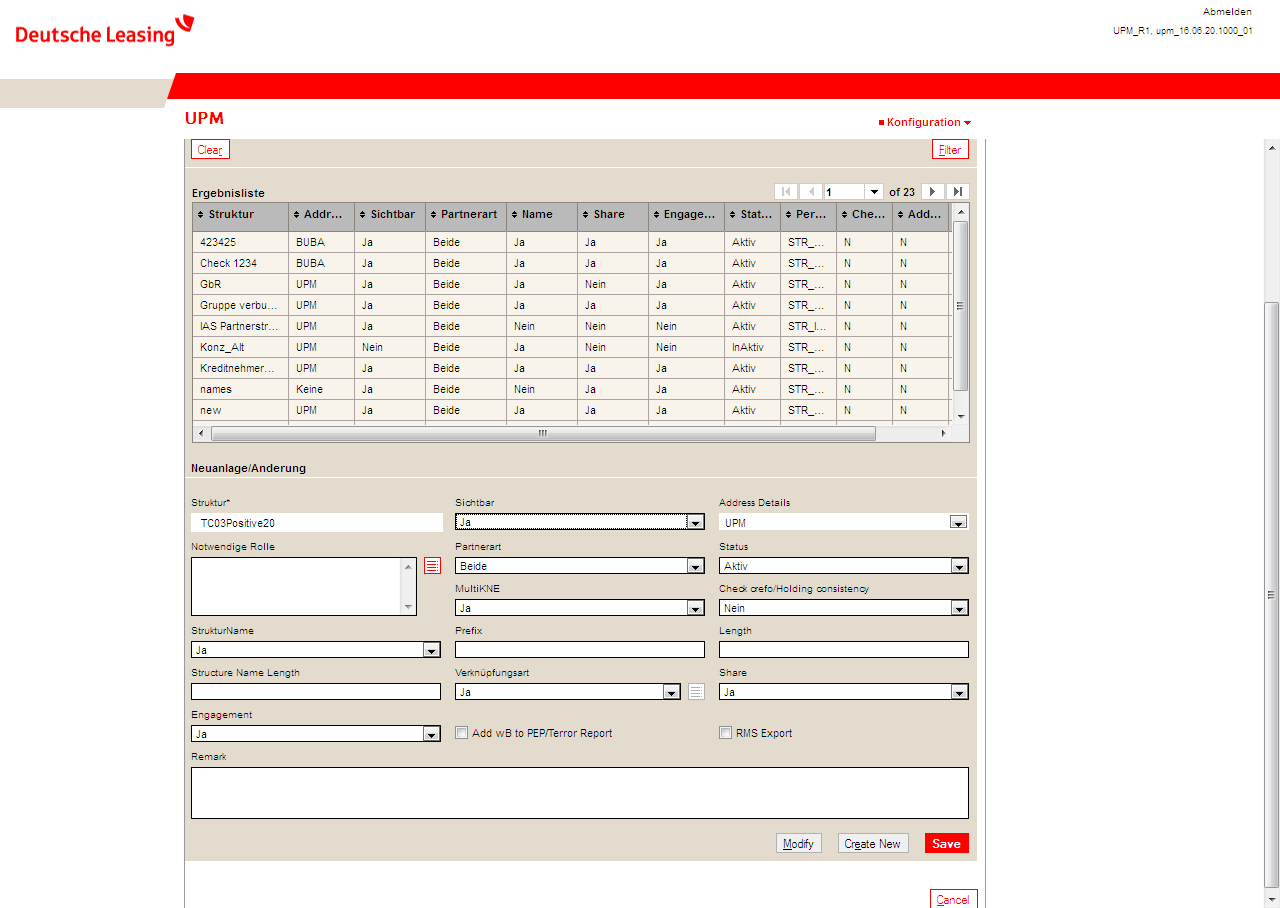 Abmelden
Deutsche Leasing
UPM_R1, upm_16.06.20.1000_01
UPM
Konfiguration
Clear Filter
Ergebnisliste 1 of 23
Struktur Addr... Sichtbar Partnerart Name Share Engage... Stat... Per... Che... Add...
423425 BUBA Ja Beide Ja Ja Ja Aktiv STR_... N N
Check 1234 BUBA Ja Beide Ja Ja Ja Aktiv STR_... N N
GbR UPM Ja Beide Ja Nein Ja Aktiv STR_... N N
Gruppe verbu... UPM Ja Beide Ja Ja Ja Aktiv STR_... N N
IAS Partnerstr... UPM Ja Beide Nein Nein Nein Aktiv STR_I... N N
Konz_Alt UPM Nein Beide Ja Nein Nein InAktiv STR_... N N
Kreditnehmer... UPM Ja Beide Ja Ja Ja Aktiv STR_... N N
names Keine Ja Beide Nein Ja Ja Aktiv STR_... N N
new UPM Ja Beide Ja Ja Ja Aktiv STR_... N N
Neuanlage/Änderung
Struktur* Sichtbar Address Details
TC03Positive20 Ja UPM
Notwendige Rolle Partnerart Status
Beide Aktiv
MultiKNE Check crefo/Holding consistency
Ja Nein
StrukturName Prefix Length
Ja
Structure Name Length Verknüpfungsart Share
Ja Ja
Engagement
Ja Add wB to PEP/Terror Report RMS Export
Remark
Modify Create New Save
Cancel